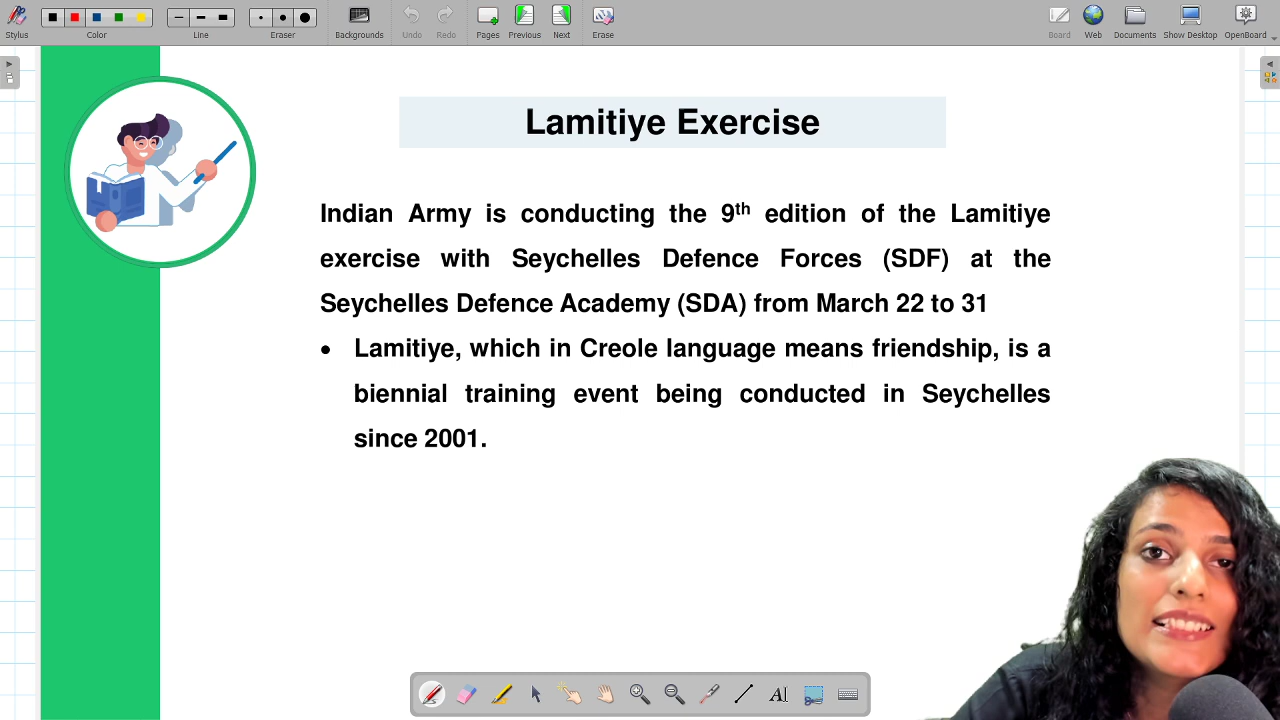 Stylus Color Line Eraser Backgrounds Undo Redo Pages Previous Next Erase Board Web Documents Show Desktop OpenBoard
Lamitiye Exercise
Indian Army is conducting the 9th edition of the Lamitiye
exercise with Seychelles Defence Forces (SDF) at the
Seychelles Defence Academy (SDA) from March 22 to 31
• Lamitiye, which in Creole language means friendship, is a
biennial training event being conducted in Seychelles
since 2001.
AI